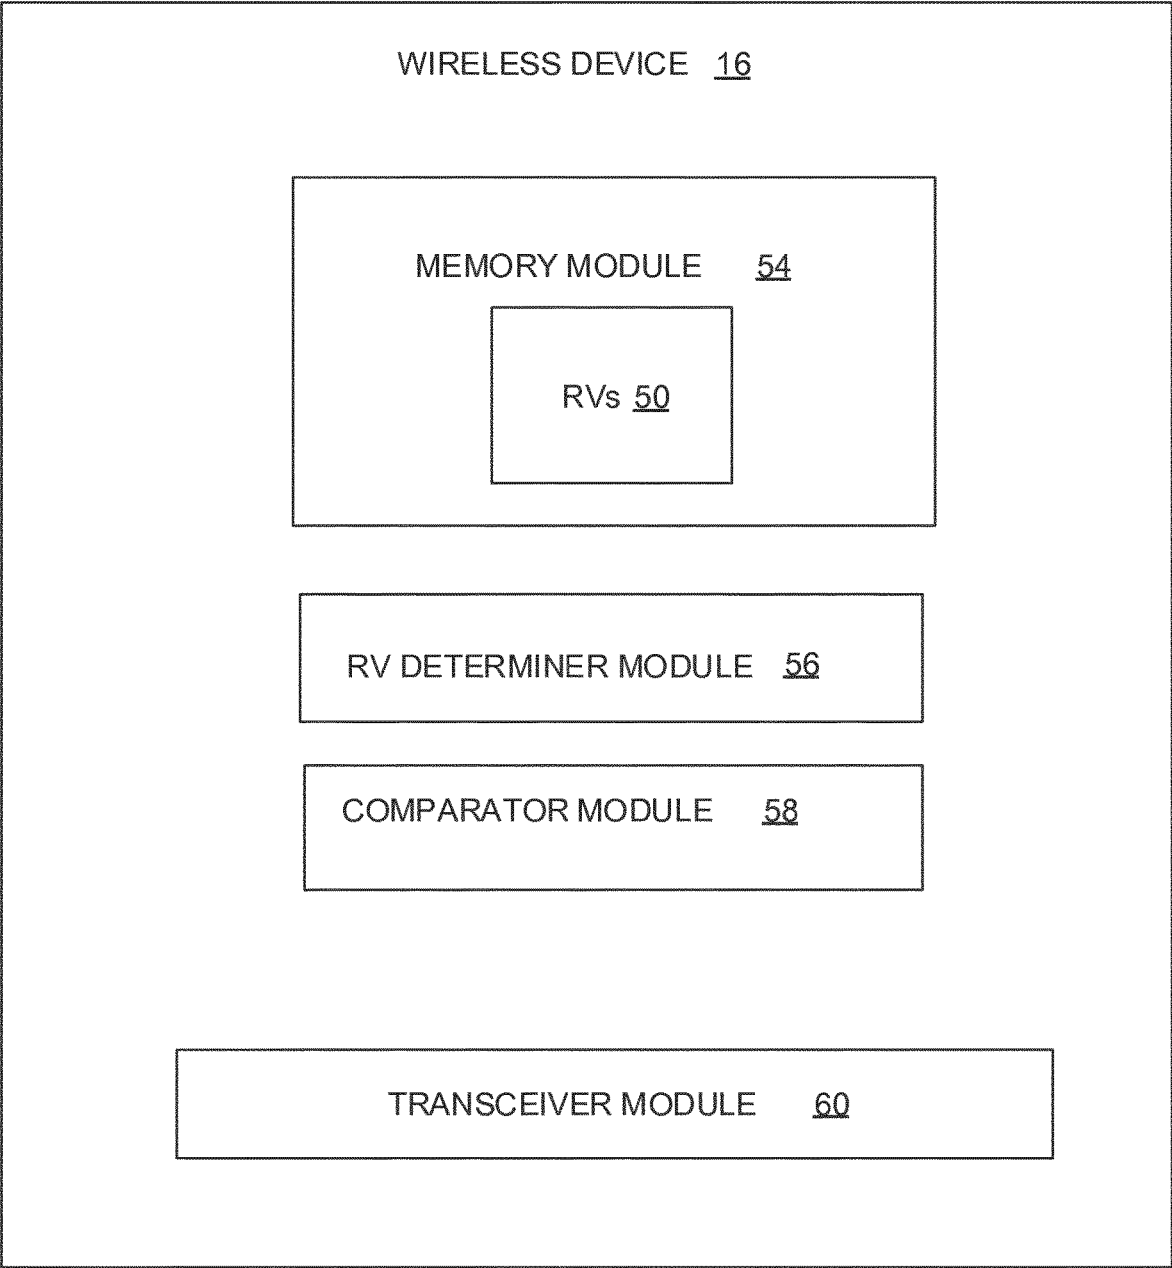 WIRELESS DEVICE 16
MEMORY MODULE 54
RVs 50
RV DETERMINER MODULE 56
COMPARATOR MODULE 58
TRANSCEIVER MODULE 60